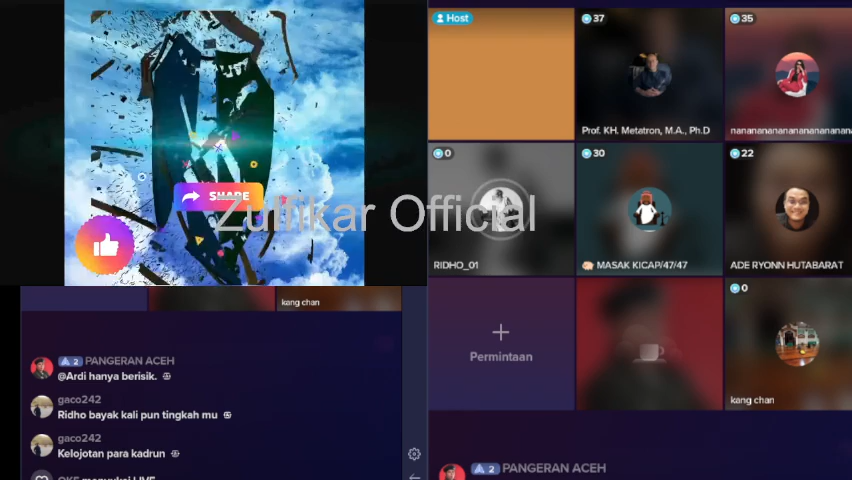 SHARE
Zulfikar Official
Host
37
Prof. KH. Metatron, M.A., Ph.D
35
0
RIDHO_01
30
MASAK KICAP/47/47
22
ADE RYONN HUTABARAT
Permintaan
0
kang chan
kang chan
2 PANGERAN ACEH
@Ardi hanya berisik.
gaco242
Ridho bayak kali pun tingkah mu
gaco242
Kelojotan para kadrun
2 PANGERAN ACEH